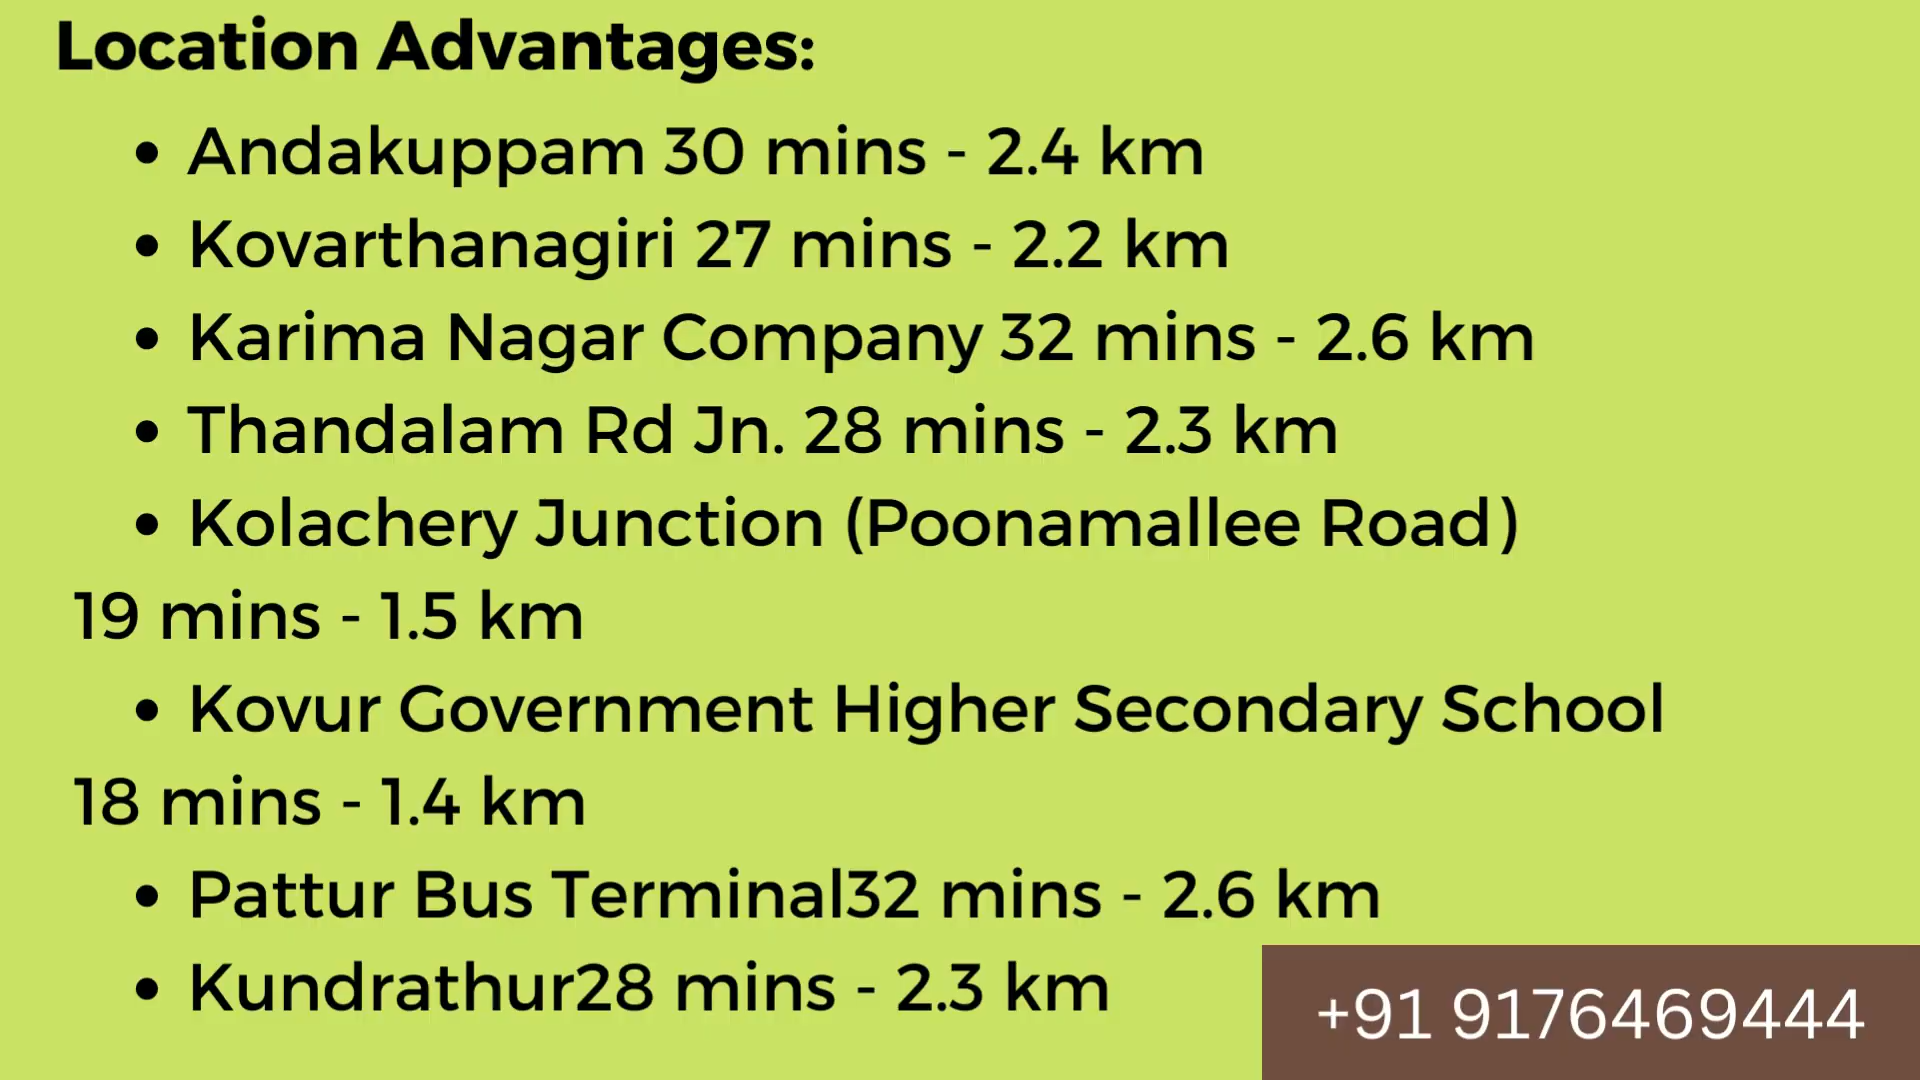 Location Advantages:
• Andakuppam 30 mins - 2.4 km
• Kovarthanagiri 27 mins - 2.2 km
• Karima Nagar Company 32 mins - 2.6 km
• Thandalam Rd Jn. 28 mins - 2.3 km
• Kolachery Junction (Poonamallee Road)
19 mins - 1.5 km
• Kovur Government Higher Secondary School
18 mins - 1.4 km
• Pattur Bus Terminal32 mins - 2.6 km
• Kundrathur28 mins - 2.3 km
+91 9176469444